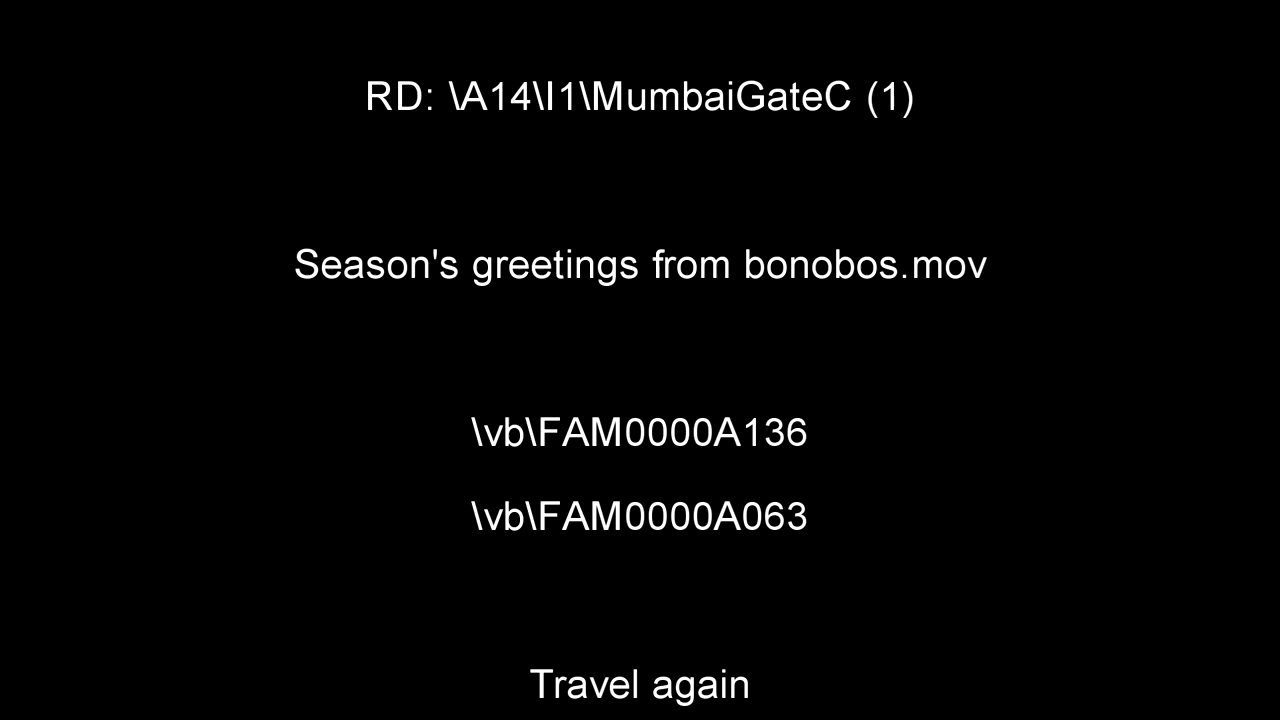 RD: \A14\I1\MumbaiGateC (1)
Season's greetings from bonobos.mov
\vb\FAM0000A136
\vb\FAM0000A063
Travel again